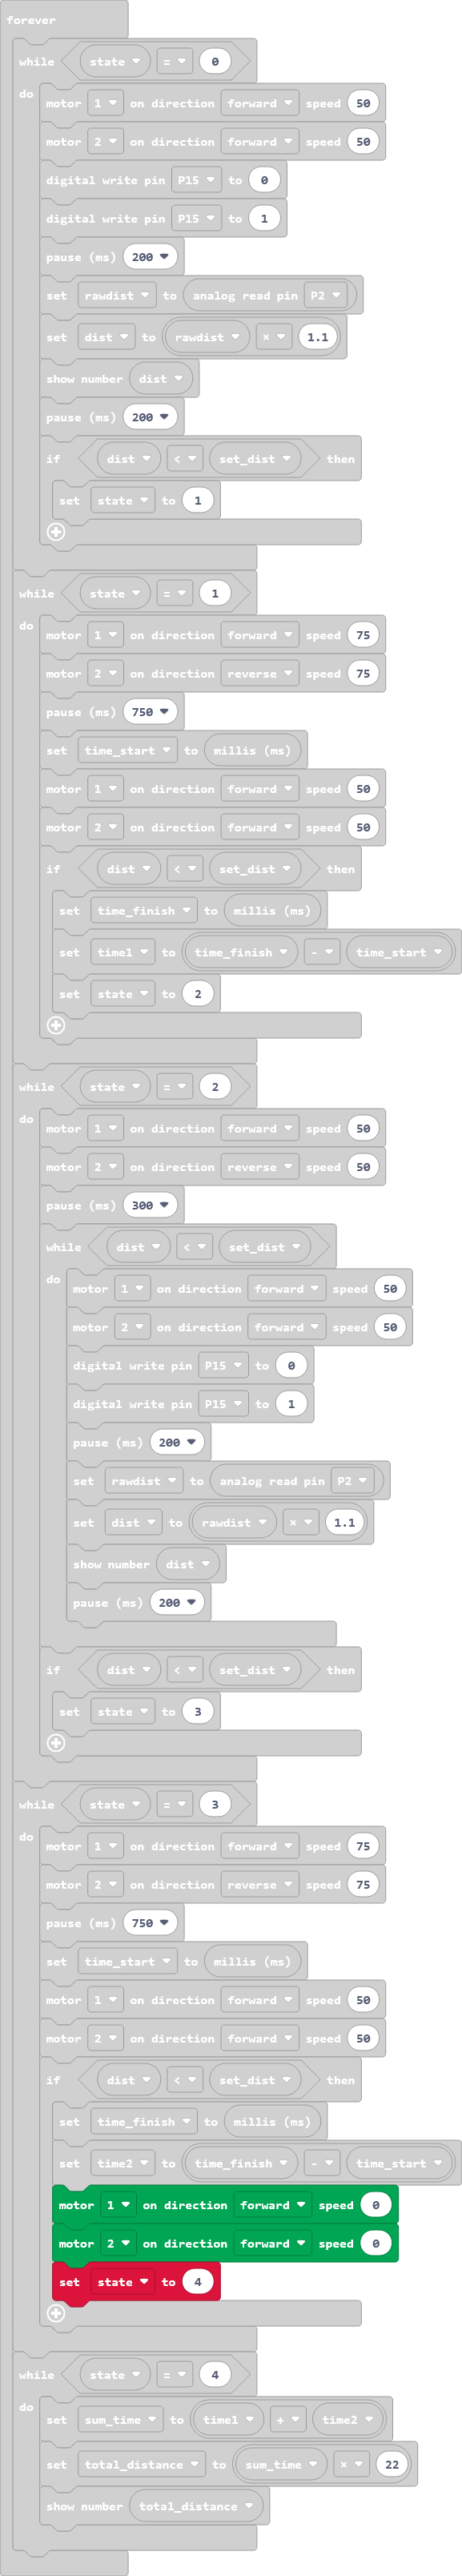 forever
while state = 0
do
motor 1 on direction forward speed 50
motor 2 on direction forward speed 50
digital write pin P15 to 0
digital write pin P15 to 1
pause (ms) 200
set rawdist to analog read pin P2
set dist to rawdist × 1.1
show number dist
pause (ms) 200
if dist < set_dist then
set state to 1
while state = 1
do
motor 1 on direction forward speed 75
motor 2 on direction reverse speed 75
pause (ms) 750
set time_start to millis (ms)
motor 1 on direction forward speed 50
motor 2 on direction forward speed 50
if dist < set_dist then
set time_finish to millis (ms)
set time1 to time_finish - time_start
set state to 2
while state = 2
do
motor 1 on direction forward speed 50
motor 2 on direction reverse speed 50
pause (ms) 300
while dist < set_dist
do
motor 1 on direction forward speed 50
motor 2 on direction forward speed 50
digital write pin P15 to 0
digital write pin P15 to 1
pause (ms) 200
set rawdist to analog read pin P2
set dist to rawdist × 1.1
show number dist
pause (ms) 200
if dist < set_dist then
set state to 3
while state = 3
do
motor 1 on direction forward speed 75
motor 2 on direction reverse speed 75
pause (ms) 750
set time_start to millis (ms)
motor 1 on direction forward speed 50
motor 2 on direction forward speed 50
if dist < set_dist then
set time_finish to millis (ms)
set time2 to time_finish - time_start
motor 1 on direction forward speed 0
motor 2 on direction forward speed 0
set state to 4
while state = 4
do
set sum_time to time1 + time2
set total_distance to sum_time × 22
show number total_distance